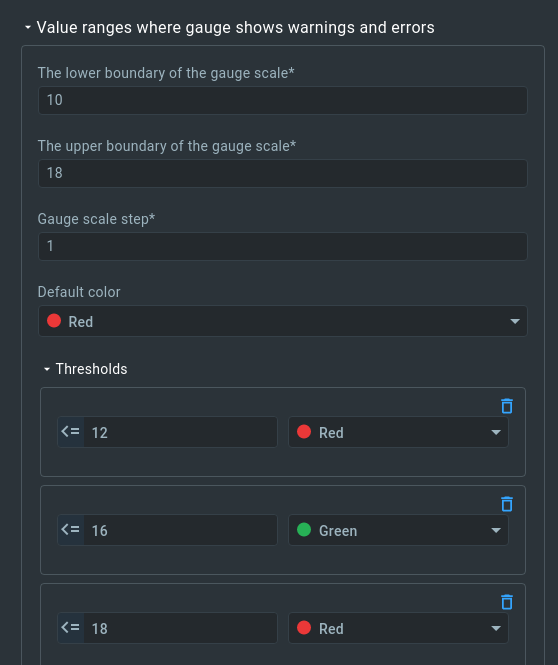 Value ranges where gauge shows warnings and errors
The lower boundary of the gauge scale*
10
The upper boundary of the gauge scale*
18
Gauge scale step*
1
Default color
Red
Thresholds
<= 12 Red
<= 16 Green
<= 18 Red